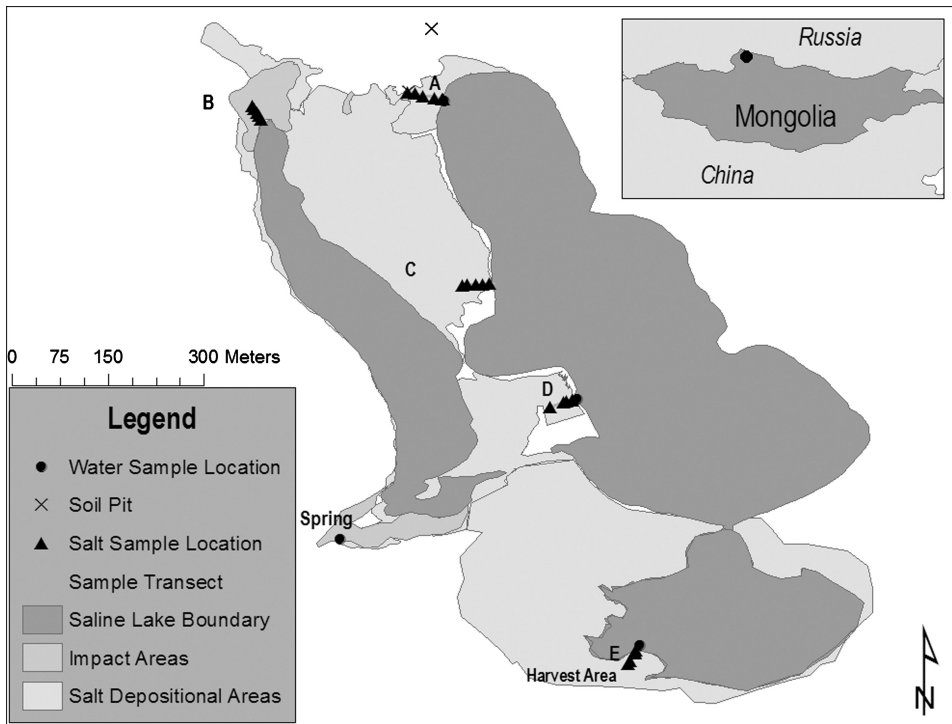 A
B
Russia
Mongolia
China
C
0 75 150 300 Meters
D
Legend
Water Sample Location
Soil Pit
Salt Sample Location
Sample Transect
Saline Lake Boundary
Impact Areas
Salt Depositional Areas
Spring
E
Harvest Area
N